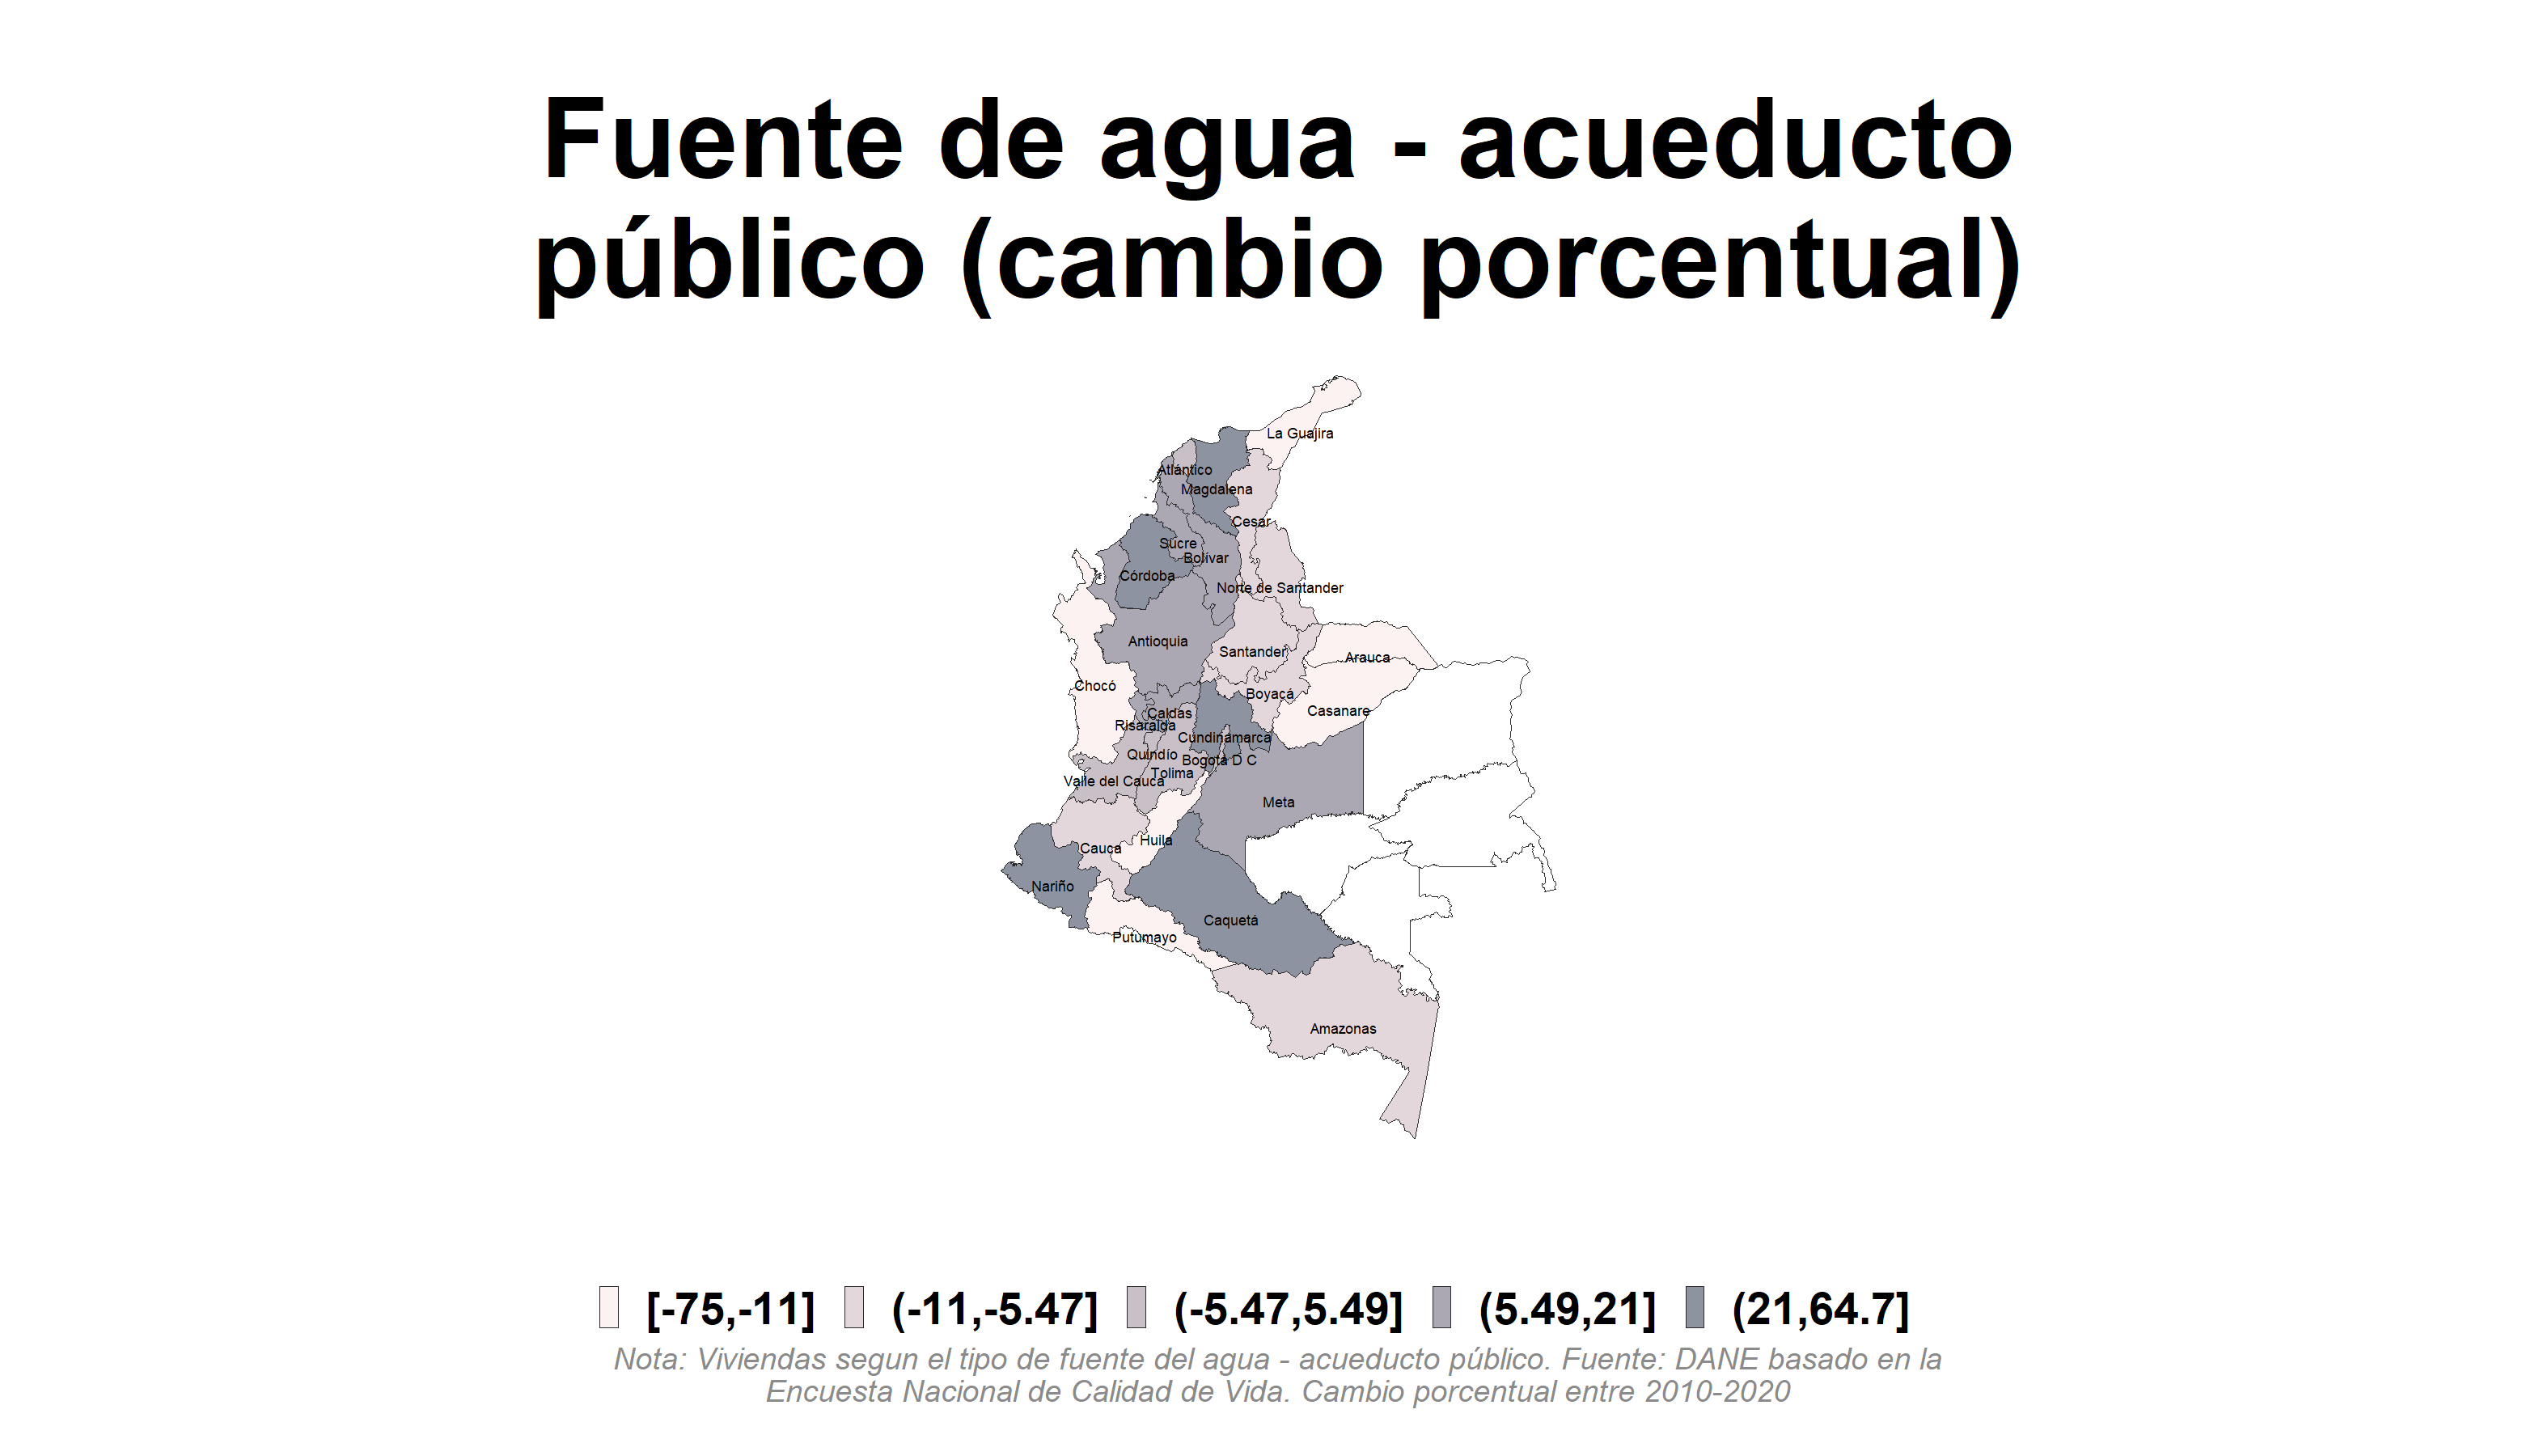 Fuente de agua - acueducto
público (cambio porcentual)
La Guajira
Atlántico
Magdalena
Cesar
Sucre
Bolívar
Córdoba
Norte de Santander
Antioquia
Santander
Arauca
Chocó
Boyacá
Casanare
Caldas
Risaralda
Cundinamarca
Quindío
Bogotá D C
Tolima
Valle del Cauca
Meta
Huila
Cauca
Nariño
Caquetá
Putumayo
Amazonas
[-75,-11] (-11,-5.47] (-5.47,5.49] (5.49,21] (21,64.7]
Nota: Viviendas segun el tipo de fuente del agua - acueducto público. Fuente: DANE basado en la
Encuesta Nacional de Calidad de Vida. Cambio porcentual entre 2010-2020